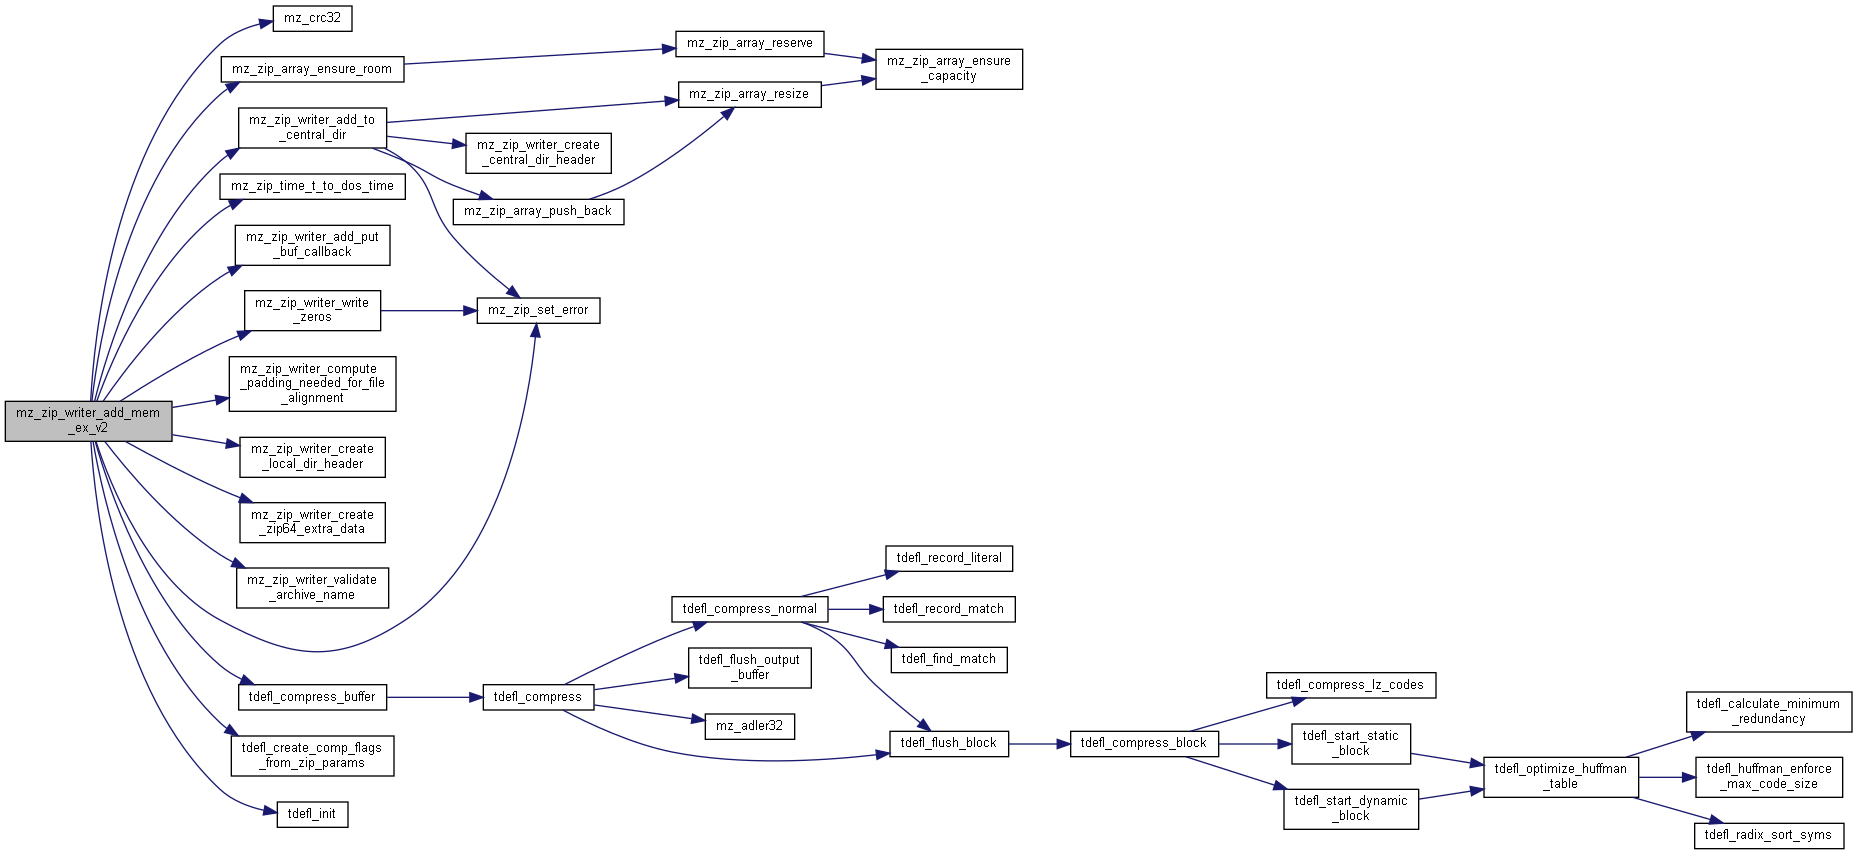 mz_zip_writer_add_mem
_ex_v2
mz_crc32
mz_zip_array_ensure_room
mz_zip_writer_add_to
_central_dir
mz_zip_time_t_to_dos_time
mz_zip_writer_add_put
_buf_callback
mz_zip_writer_write
_zeros
mz_zip_writer_compute
_padding_needed_for_file
_alignment
mz_zip_writer_create
_local_dir_header
mz_zip_writer_create
_zip64_extra_data
mz_zip_writer_validate
_archive_name
tdefl_compress_buffer
tdefl_create_comp_flags
_from_zip_params
tdefl_init
mz_zip_writer_create
_central_dir_header
mz_zip_array_push_back
mz_zip_set_error
tdefl_compress
mz_zip_array_reserve
mz_zip_array_resize
tdefl_compress_normal
tdefl_flush_output
_buffer
mz_adler32
mz_zip_array_ensure
_capacity
tdefl_record_literal
tdefl_record_match
tdefl_find_match
tdefl_flush_block
tdefl_compress_block
tdefl_compress_lz_codes
tdefl_start_static
_block
tdefl_start_dynamic
_block
tdefl_optimize_huffman
_table
tdefl_calculate_minimum
_redundancy
tdefl_huffman_enforce
_max_code_size
tdefl_radix_sort_syms